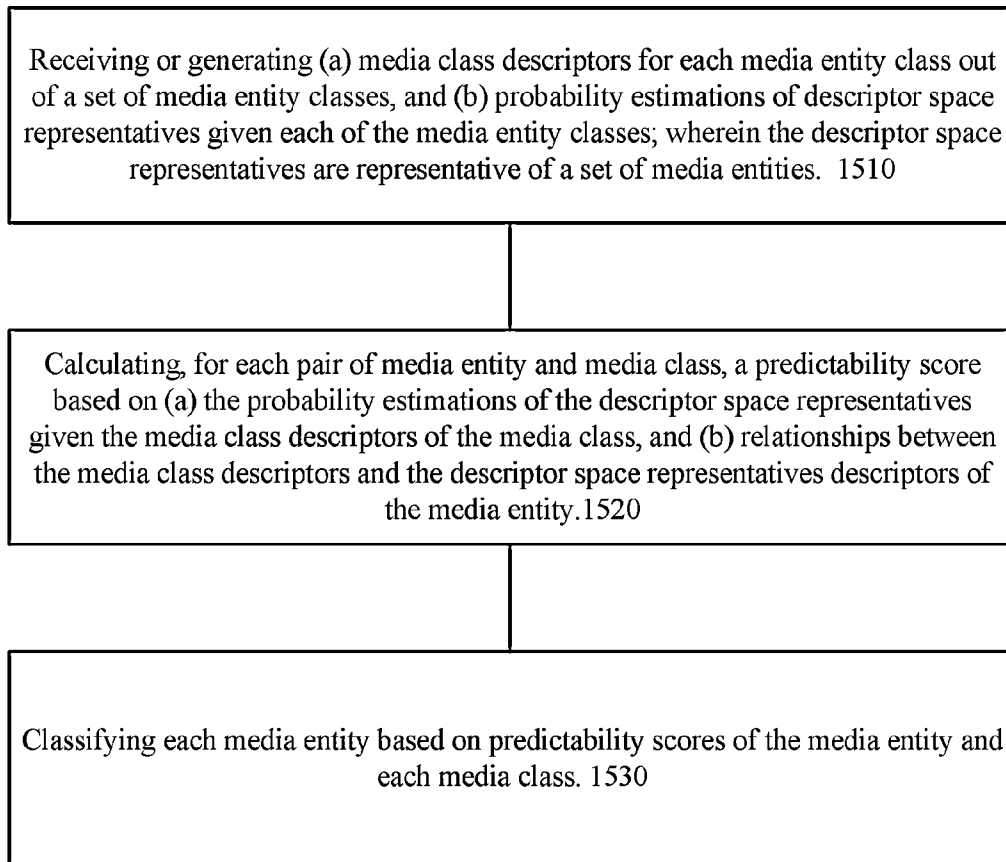 Receiving or generating (a) media class descriptors for each media entity class out
of a set of media entity classes, and (b) probability estimations of descriptor space
representatives given each of the media entity classes; wherein the descriptor space
representatives are representative of a set of media entities. 1510
Calculating, for each pair of media entity and media class, a predictability score
based on (a) the probability estimations of the descriptor space representatives
given the media class descriptors of the media class, and (b) relationships between
the media class descriptors and the descriptor space representatives descriptors of
the media entity.1520
Classifying each media entity based on predictability scores of the media entity and
each media class. 1530